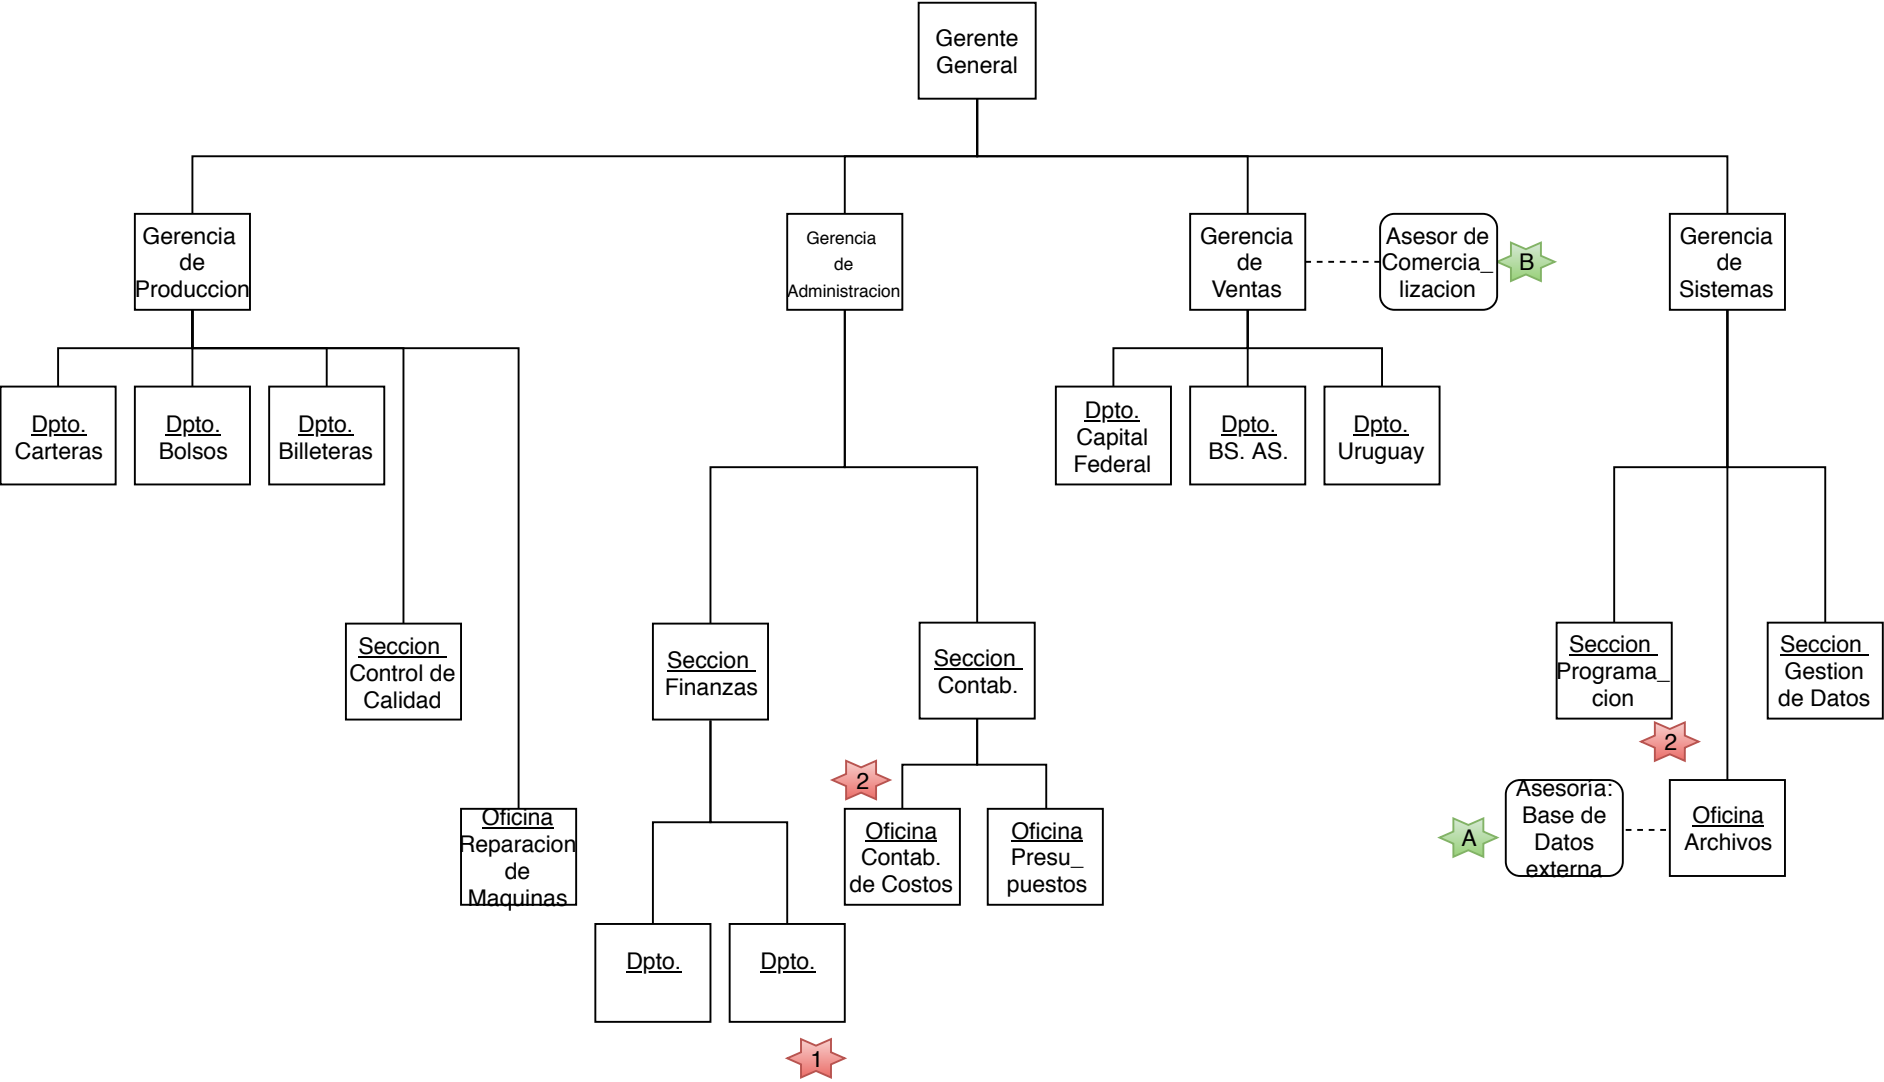 Gerente
General
Gerencia
de
Produccion
Gerencia
de
Administracion
Gerencia
de
Ventas
Asesor de
Comercia_
lizacion
B
Gerencia
de
Sistemas
Dpto.
Carteras
Dpto.
Bolsos
Dpto.
Billeteras
Dpto.
Capital
Federal
Dpto.
BS. AS.
Dpto.
Uruguay
Seccion
Control de
Calidad
Seccion
Finanzas
Seccion
Contab.
Seccion
Programa_
cion
Seccion
Gestion
de Datos
2
2
Oficina
Reparacion
de
Maquinas
Oficina
Contab.
de Costos
Oficina
Presu_
puestos
A
Asesoría:
Base de
Datos
externa
Oficina
Archivos
Dpto.
Dpto.
1